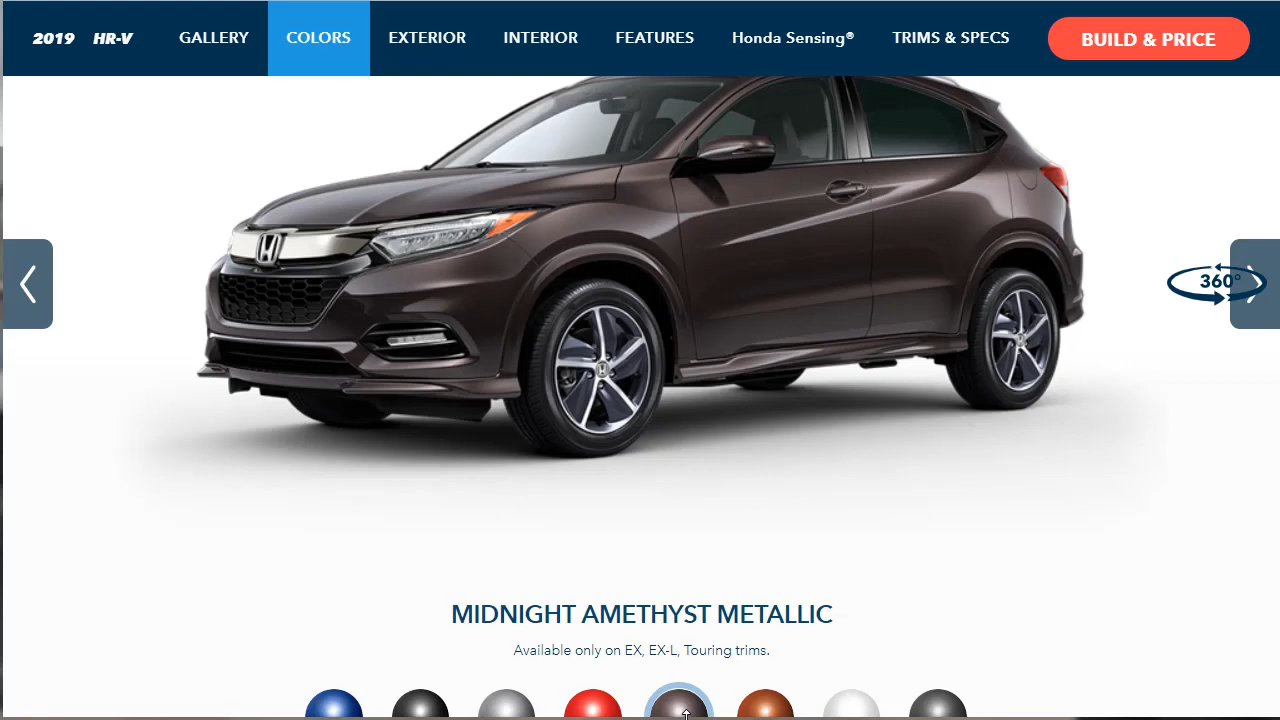 2019 HR-V GALLERY COLORS EXTERIOR INTERIOR FEATURES Honda Sensing® TRIMS & SPECS BUILD & PRICE
360°
MIDNIGHT AMETHYST METALLIC
Available only on EX, EX-L, Touring trims.